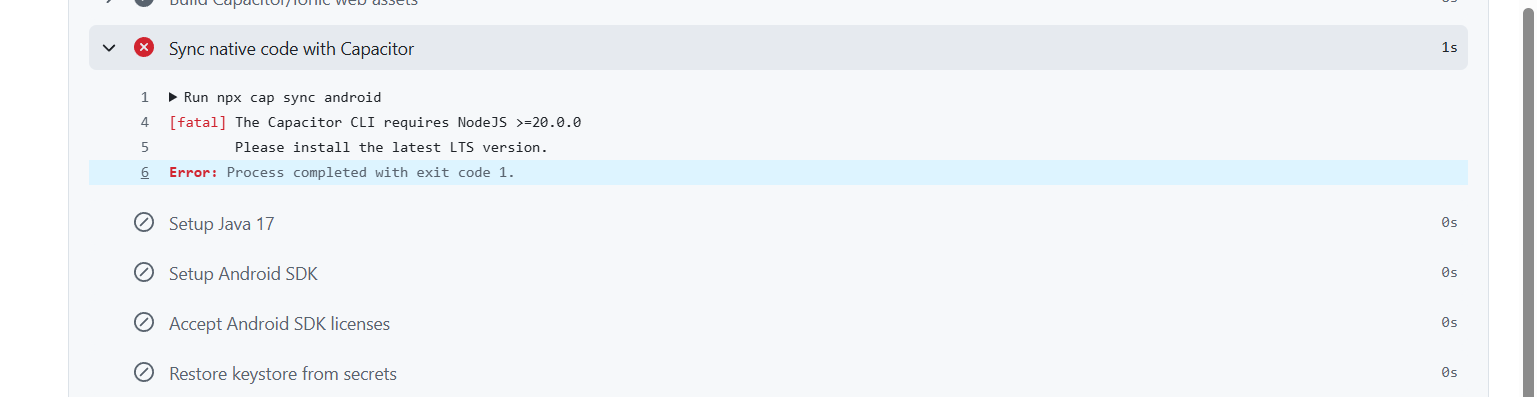 Build Capacitor/Ionic web assets
Sync native code with Capacitor 1s
1 Run npx cap sync android
4 [fatal] The Capacitor CLI requires NodeJS >=20.0.0
5 Please install the latest LTS version.
6 Error: Process completed with exit code 1.
Setup Java 17 0s
Setup Android SDK 0s
Accept Android SDK licenses 0s
Restore keystore from secrets 0s